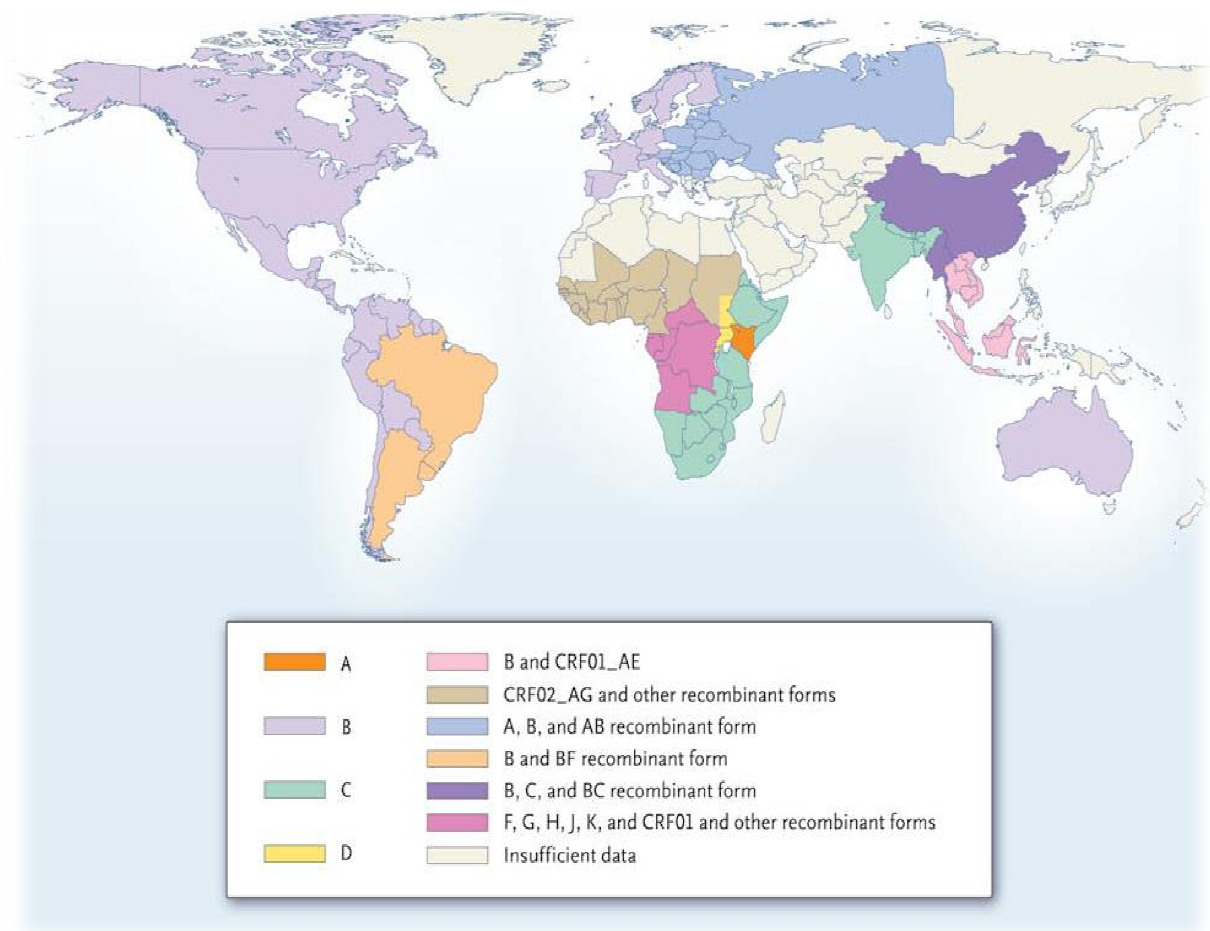 A
B
C
D
B and CRF01_AE
CRF02_AG and other recombinant forms
A, B, and AB recombinant form
B and BF recombinant form
B, C, and BC recombinant form
F, G, H, J, K, and CRF01 and other recombinant forms
Insufficient data